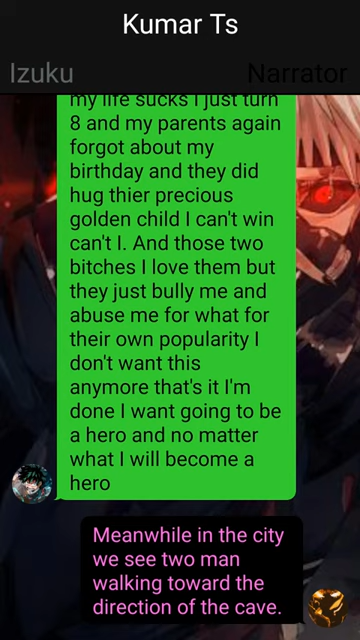 Kumar Ts
Izuku
Narrator
my life sucks I just turn
8 and my parents again
forgot about my
birthday and they did
hug thier precious
golden child I can't win
can't I. And those two
bitches I love them but
they just bully me and
abuse me for what for
their own popularity I
don't want this
anymore that's it I'm
done I want going to be
a hero and no matter
what I will become a
hero
Meanwhile in the city
we see two man
walking toward the
direction of the cave.